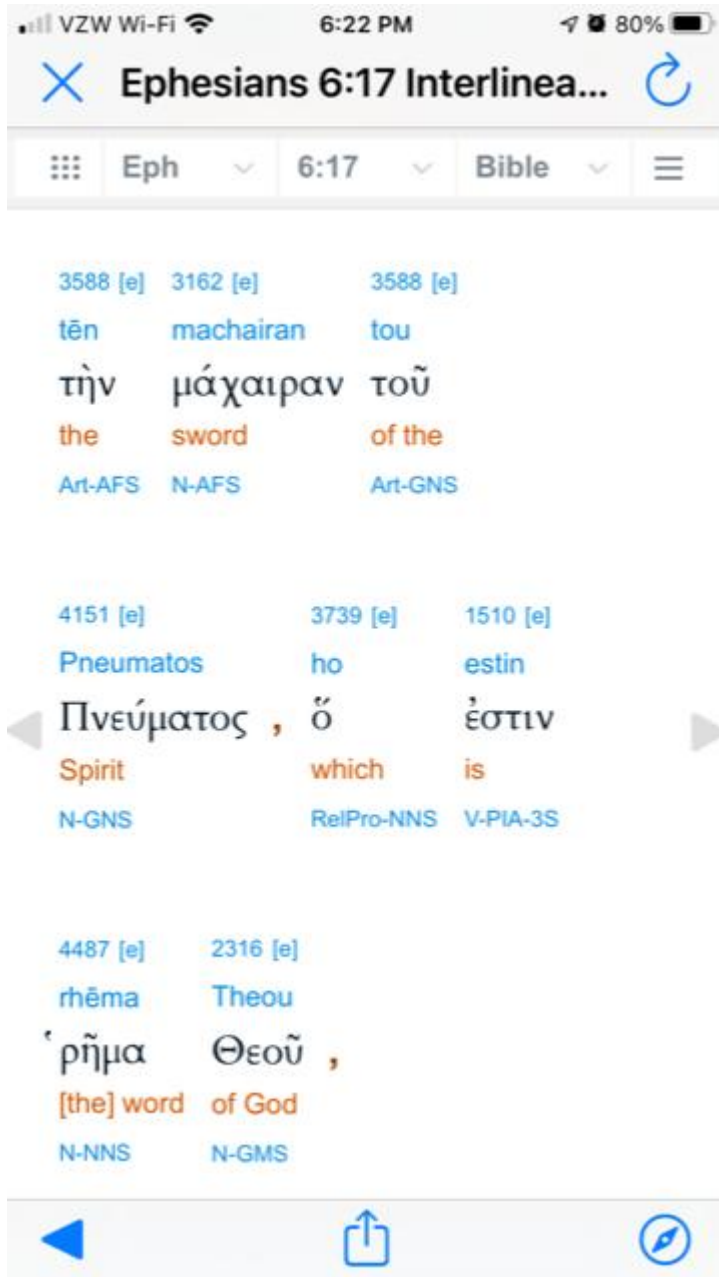 VZW Wi-Fi 6:22 PM 80%
Ephesians 6:17 Interlinea...
Eph 6:17 Bible
3588 [e] 3162 [e] 3588 [e]
tēn machairan tou
τὴν μάχαιραν τοῦ
the sword of the
Art-AFS N-AFS Art-GNS
4151 [e] 3739 [e] 1510 [e]
Pneumatos ho estin
Πνεύματος , ὅ ἐστιν
Spirit which is
N-GNS RelPro-NNS V-PIA-3S
4487 [e] 2316 [e]
rhēma Theou
ῥῆμα Θεοῦ ,
[the] word of God
N-NNS N-GMS